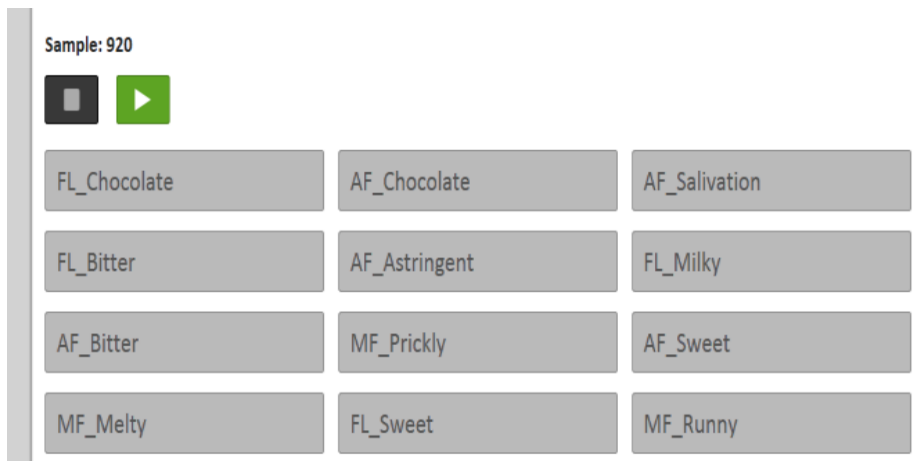 Sample: 920
FL_Chocolate AF_Chocolate AF_Salivation
FL_Bitter AF_Astringent FL_Milky
AF_Bitter MF_Prickly AF_Sweet
MF_Melty FL_Sweet MF_Runny